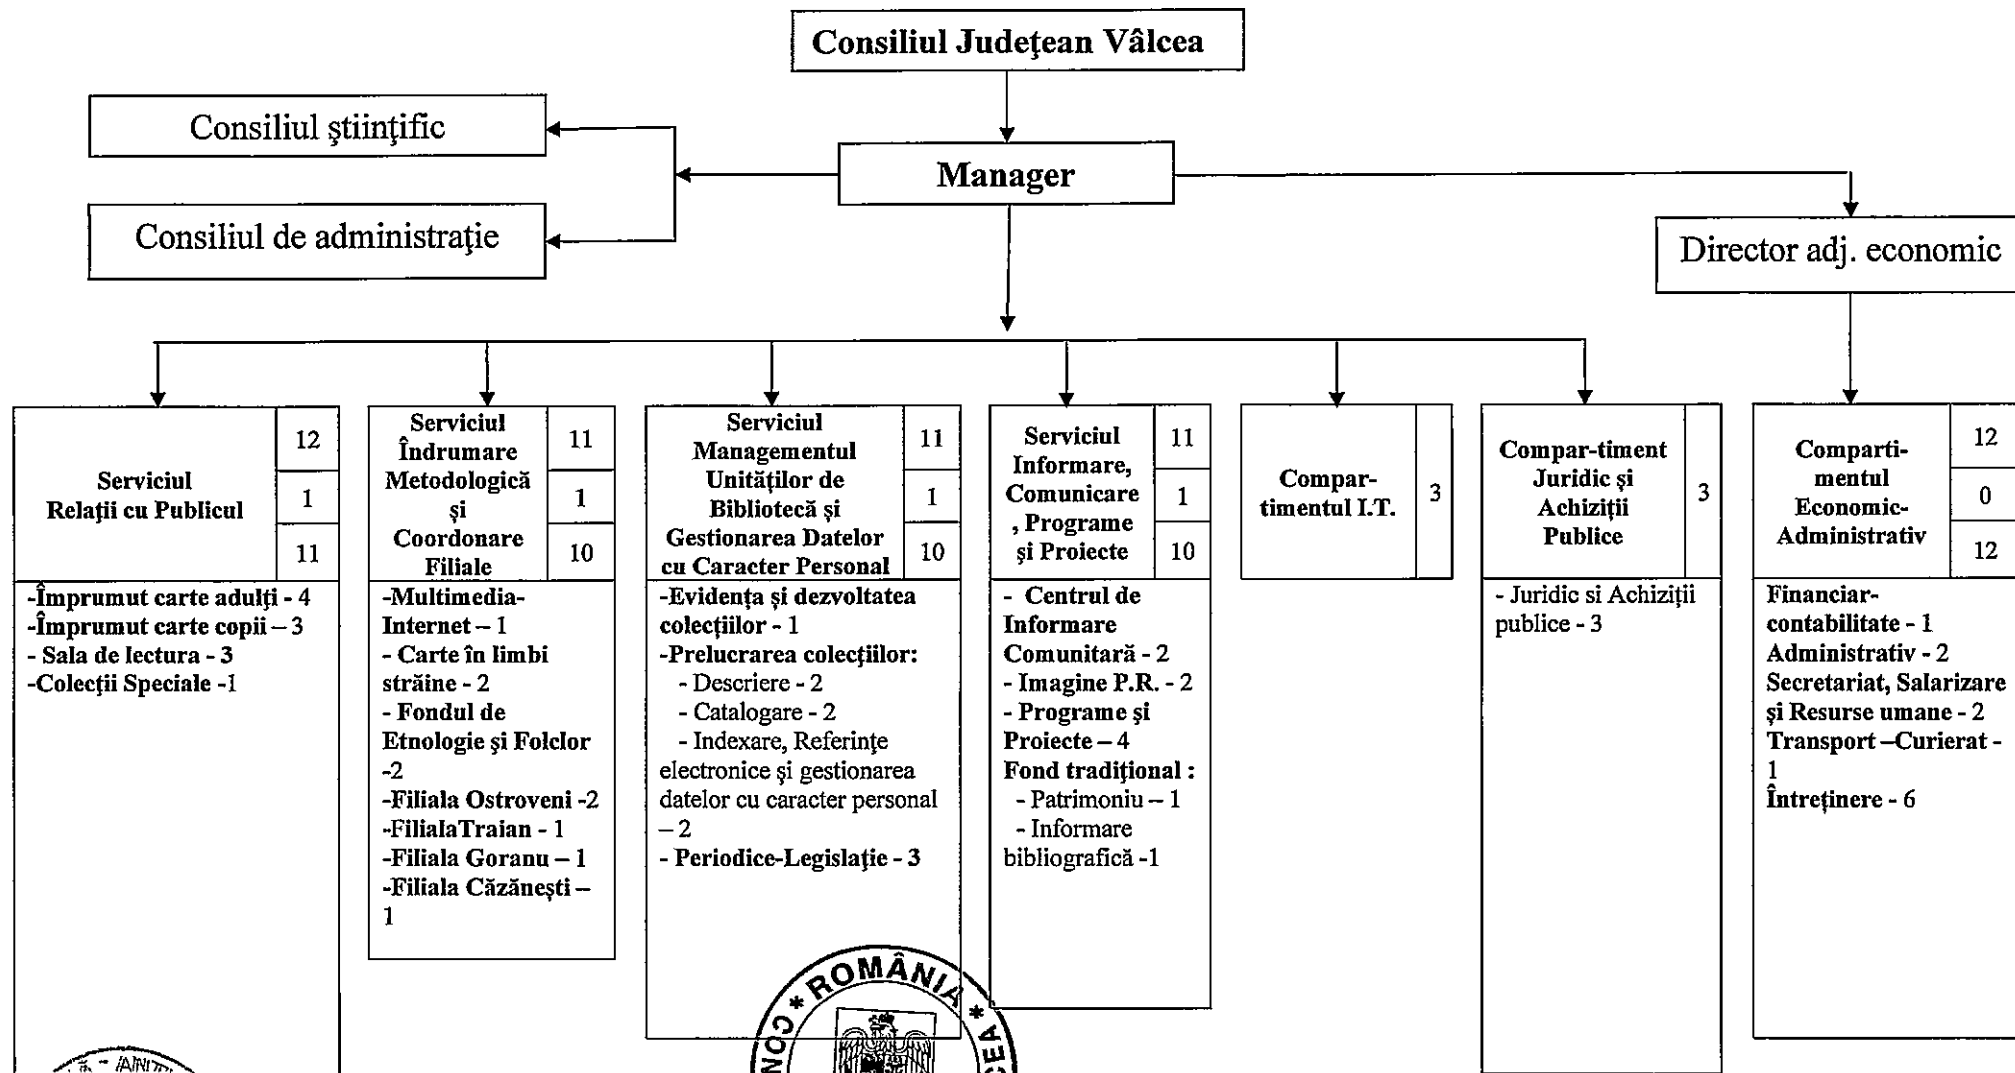 Consiliul Judeţean Vâlcea
Consiliul ştiinţific
Manager
Consiliul de administraţie
Director adj. economic
Serviciul
Relaţii cu Publicul
12
1
11
-Împrumut carte adulţi - 4
-Împrumut carte copii – 3
- Sala de lectura - 3
-Colecţii Speciale -1
Serviciul
Îndrumare
Metodologică
şi
Coordonare
Filiale
11
1
10
-Multimedia-
Internet – 1
- Carte în limbi
străine - 2
- Fondul de
Etnologie şi Folclor
-2
-Filiala Ostroveni -2
-FilialaTraian - 1
-Filiala Goranu – 1
-Filiala Căzăneşti –
1
Serviciul
Managementul
Unităţilor de
Bibliotecă şi
Gestionarea Datelor
cu Caracter Personal
11
1
10
-Evidența și dezvoltatea
colecțiilor - 1
-Prelucrarea colecţiilor:
- Descriere - 2
- Catalogare - 2
- Indexare, Referinţe
electronice şi gestionarea
datelor cu caracter personal
– 2
- Periodice-Legislaţie - 3
Serviciul
Informare,
Comunicare
, Programe
şi Proiecte
11
1
10
- Centrul de
Informare
Comunitară - 2
- Imagine P.R. - 2
- Programe şi
Proiecte – 4
Fond tradiţional :
- Patrimoniu – 1
- Informare
bibliografică -1
Compar-
timentul I.T.
3
Compar-timent
Juridic și
Achiziții
Publice
3
- Juridic si Achiziţii
publice - 3
Comparti-
mentul
Economic-
Administrativ
12
0
12
Financiar-
contabilitate - 1
Administrativ - 2
Secretariat, Salarizare
şi Resurse umane - 2
Transport –Curierat -
1
Întreținere - 6
* ROMÂNIA *